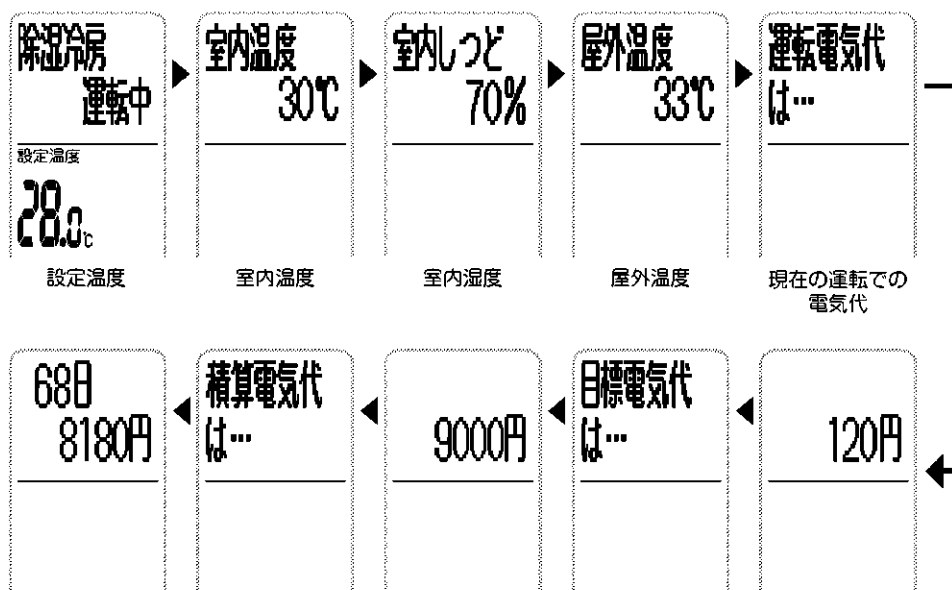 除湿冷房
運転中
設定温度
28.0℃
設定温度
室内温度
30℃
室内温度
室内しつど
70%
室内湿度
屋外温度
33℃
屋外温度
運転電気代
は…
現在の運転での
電気代
120円
目標電気代
は…
9000円
積算電気代
は…
68日
8180円